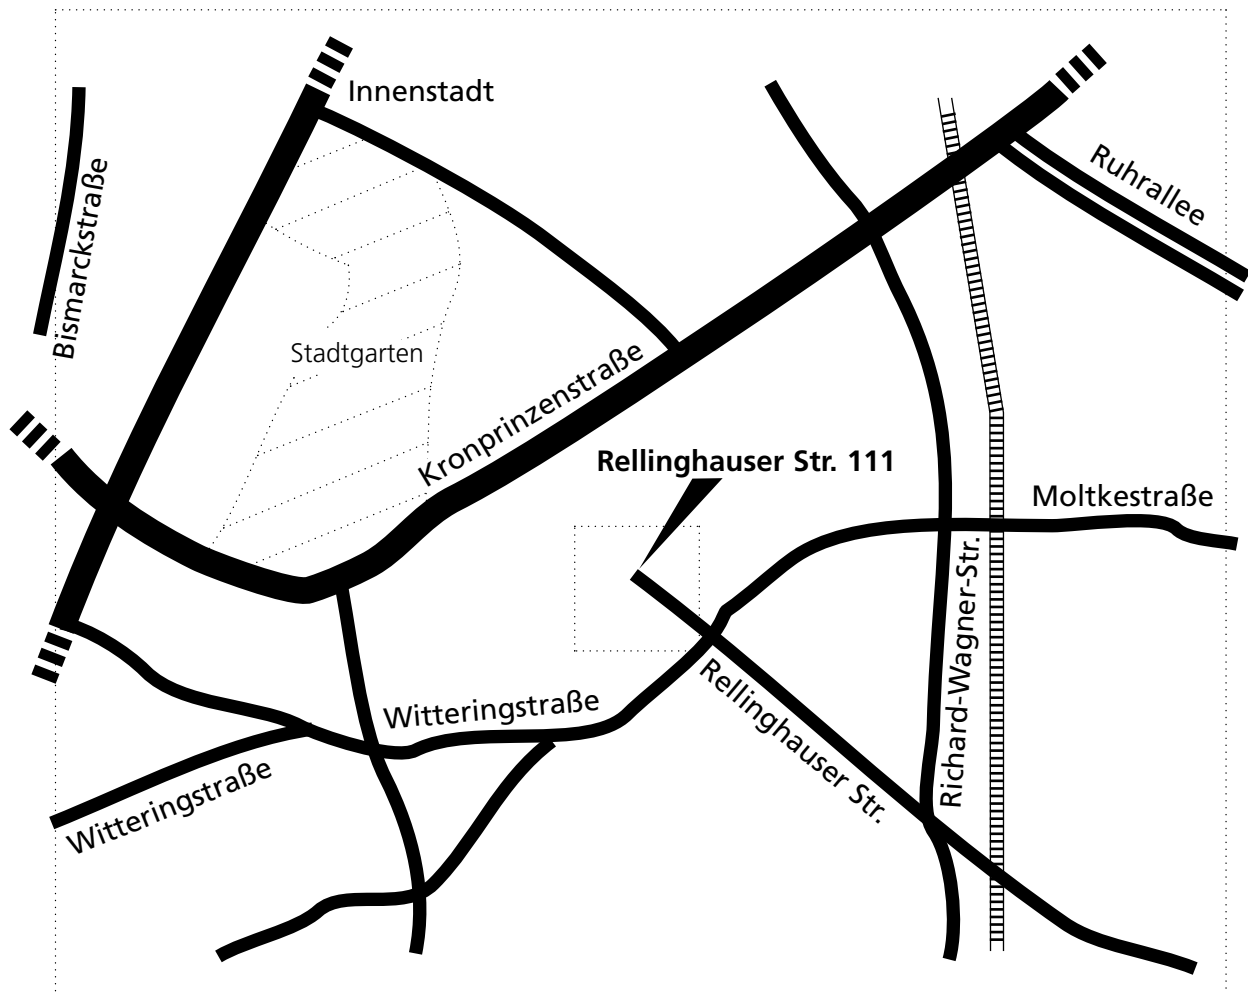 Innenstadt
Ruhrallee
Bismarckstraße
Stadtgarten
Kronprinzenstraße
Rellinghauser Str. 111
Moltkestraße
Richard-Wagner-Str.
Witteringstraße
Rellinghauser Str.
Witteringstraße